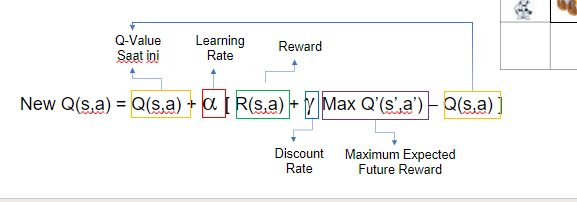 Q-Value
Saat ini
Learning
Rate
Reward
New Q(s,a) = Q(s,a) + α [ R(s,a) + γ Max Q’(s’,a’) – Q(s,a) ]
Discount
Rate
Maximum Expected
Future Reward